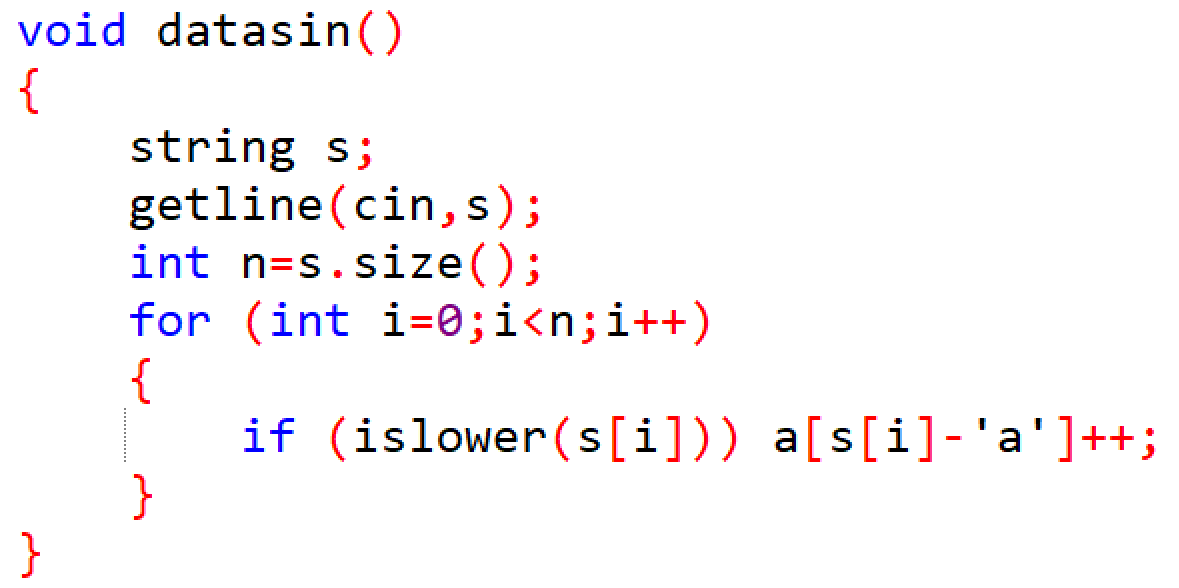 void datasin()
{
string s;
getline(cin,s);
int n=s.size();
for (int i=0;i<n;i++)
{
if (islower(s[i])) a[s[i]-'a']++;
}
}